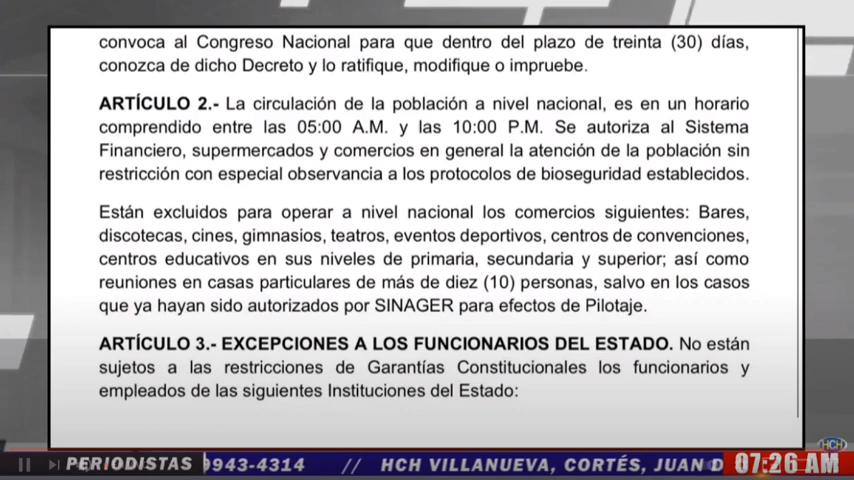 convoca al Congreso Nacional para que dentro del plazo de treinta (30) días,
conozca de dicho Decreto y lo ratifique, modifique o impruebe.
ARTÍCULO 2.- La circulación de la población a nivel nacional, es en un horario
comprendido entre las 05:00 A.M. y las 10:00 P.M. Se autoriza al Sistema
Financiero, supermercados y comercios en general la atención de la población sin
restricción con especial observancia a los protocolos de bioseguridad establecidos.
Están excluidos para operar a nivel nacional los comercios siguientes: Bares,
discotecas, cines, gimnasios, teatros, eventos deportivos, centros de convenciones,
centros educativos en sus niveles de primaria, secundaria y superior; así como
reuniones en casas particulares de más de diez (10) personas, salvo en los casos
que ya hayan sido autorizados por SINAGER para efectos de Pilotaje.
ARTÍCULO 3.- EXCEPCIONES A LOS FUNCIONARIOS DEL ESTADO. No están
sujetos a las restricciones de Garantías Constitucionales los funcionarios y
empleados de las siguientes Instituciones del Estado:
HCH
PERIODISTAS 9943-4314 // HCH VILLANUEVA, CORTÉS, JUAN D 07:26 AM